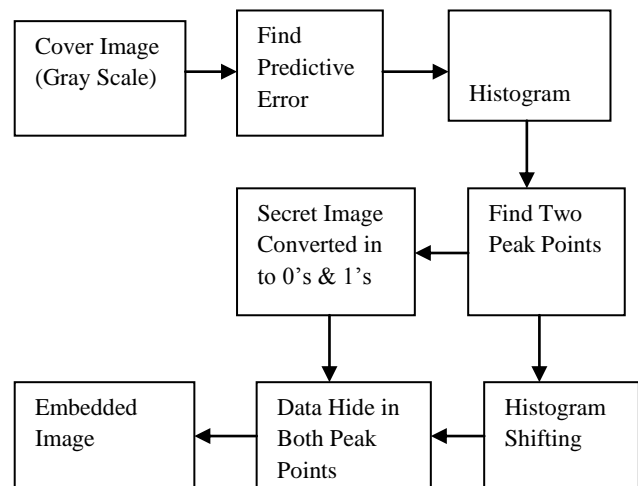 Cover Image
(Gray Scale)
Find
Predictive
Error
Histogram
Secret Image
Converted in
to 0’s & 1’s
Find Two
Peak Points
Embedded
Image
Data Hide in
Both Peak
Points
Histogram
Shifting